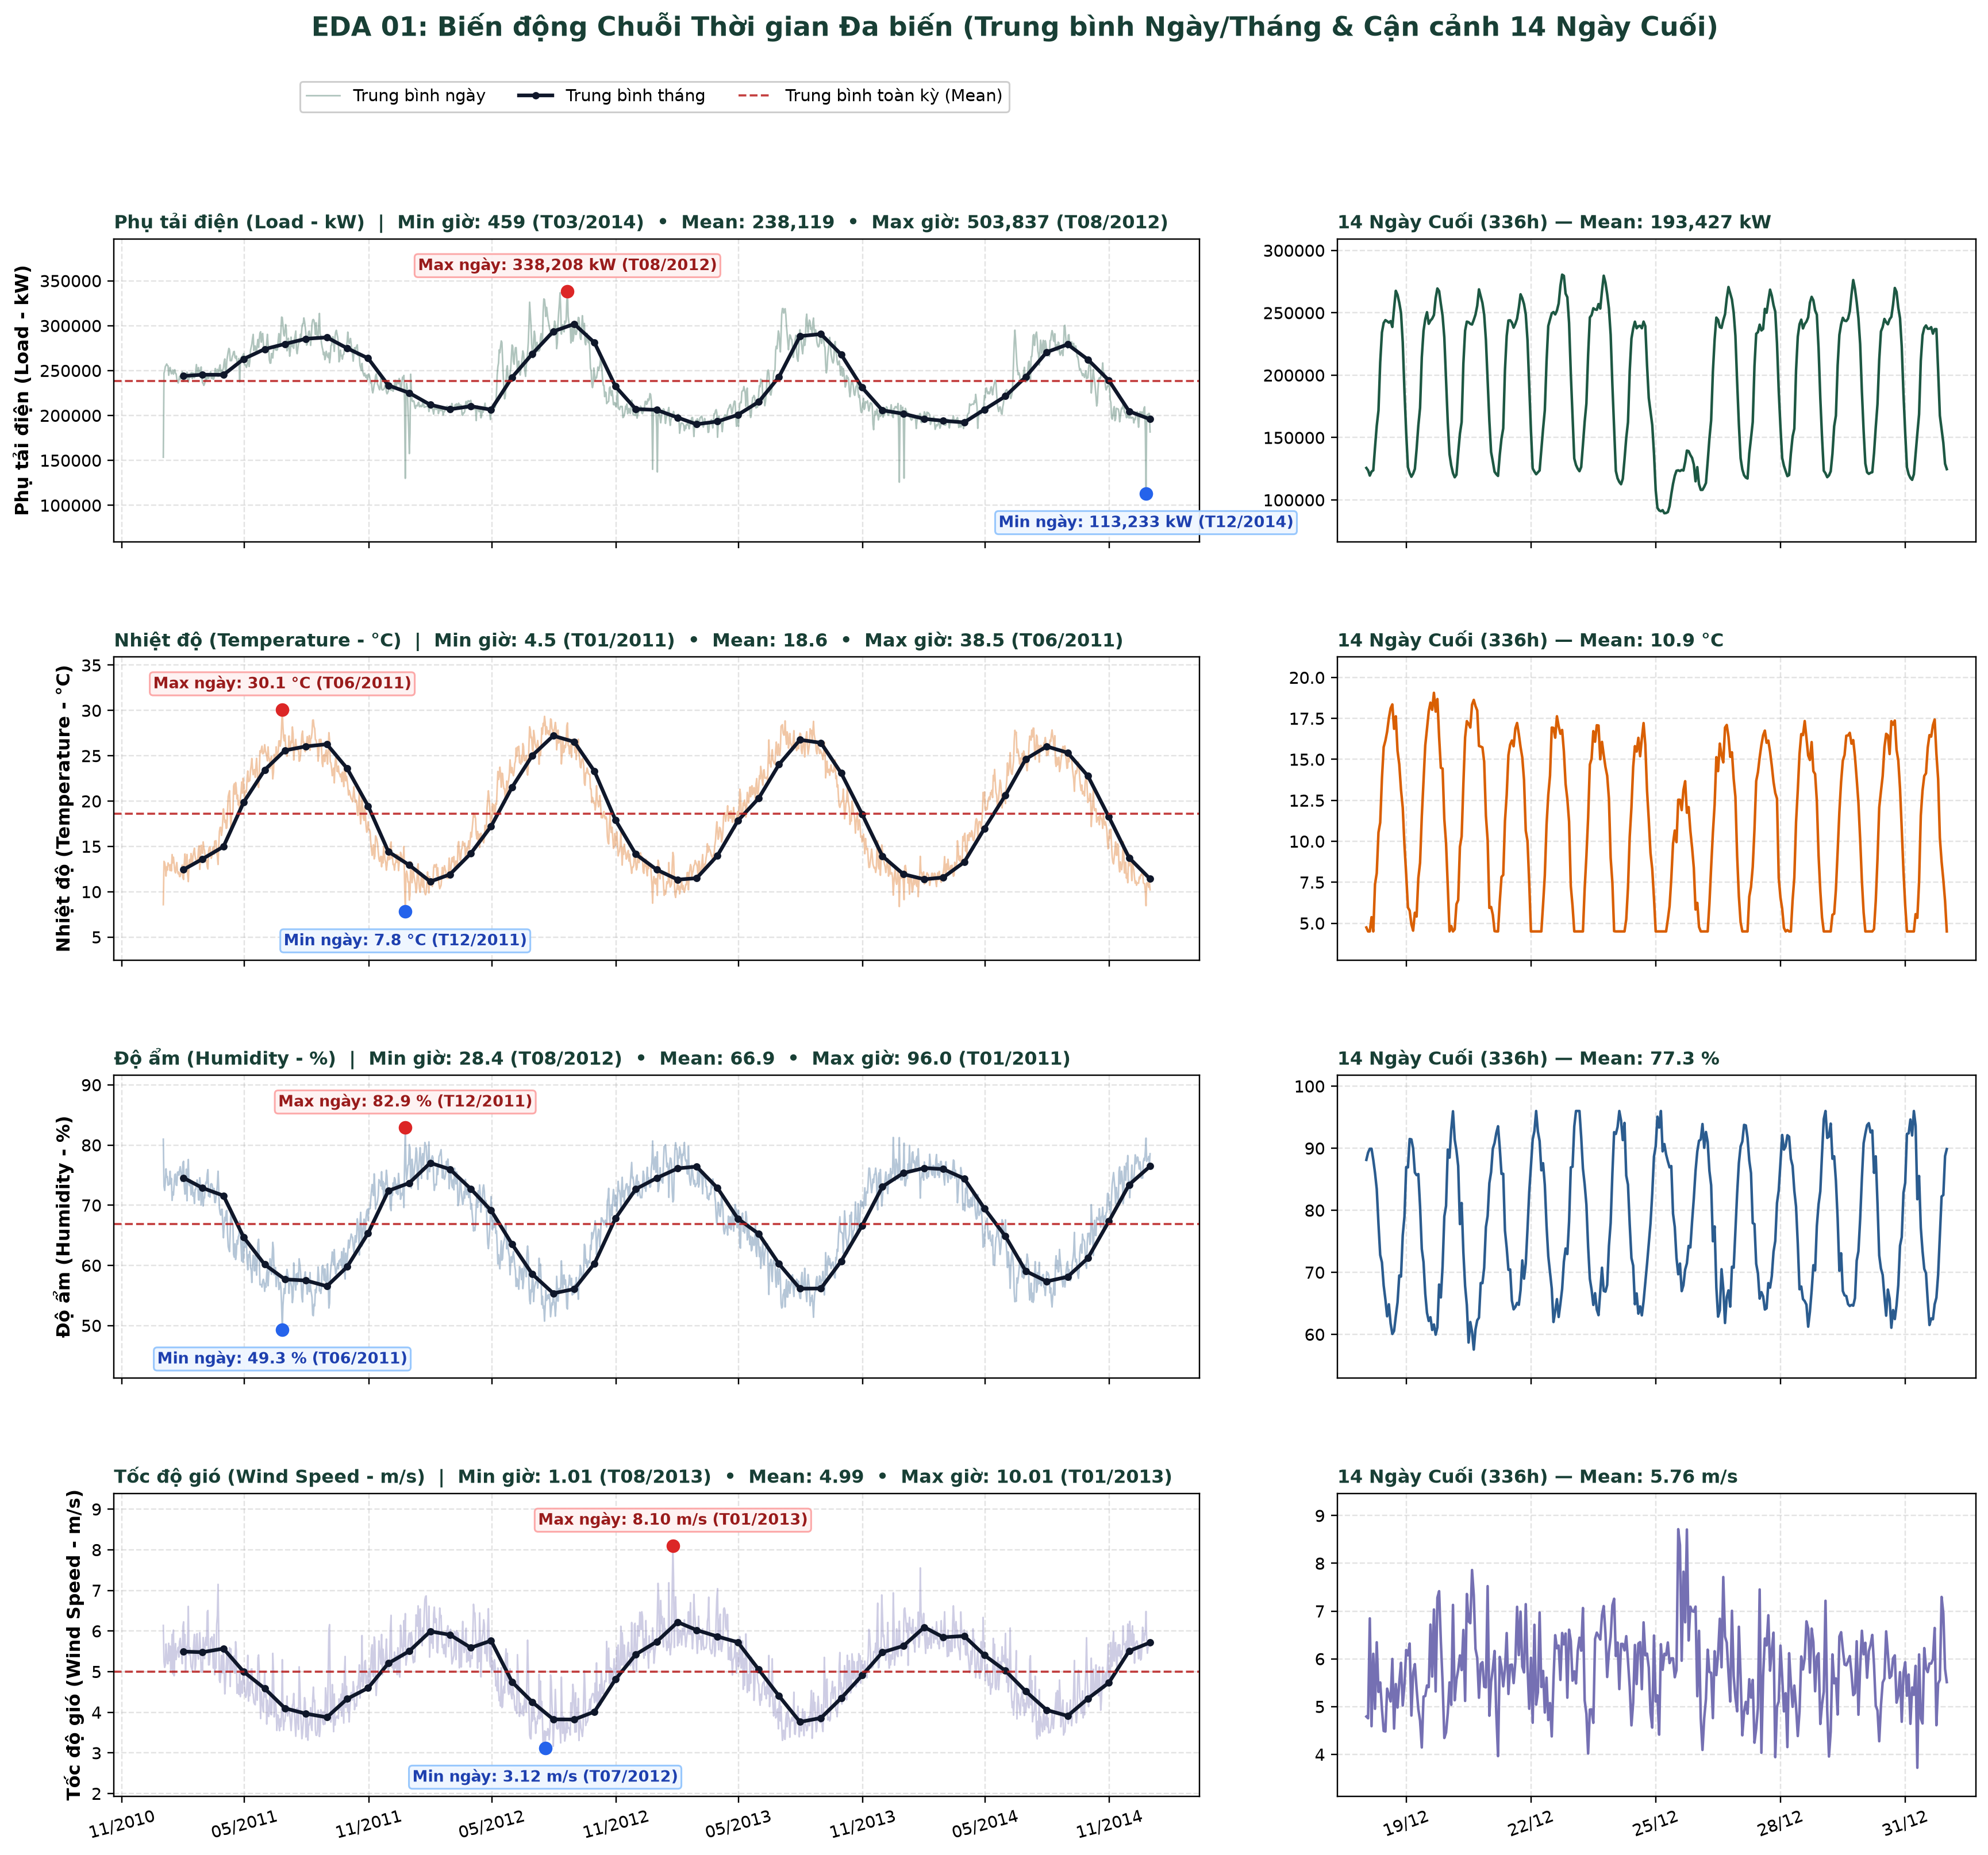 EDA 01: Biến động Chuỗi Thời gian Đa biến (Trung bình Ngày/Tháng & Cận cảnh 14 Ngày Cuối)
Trung bình ngày Trung bình tháng Trung bình toàn kỳ (Mean)
Phụ tải điện (Load - kW) | Min giờ: 459 (T03/2014) • Mean: 238,119 • Max giờ: 503,837 (T08/2012)
Phụ tải điện (Load - kW)
350000
300000
250000
200000
150000
100000
Max ngày: 338,208 kW (T08/2012)
Min ngày: 113,233 kW (T12/2014)
14 Ngày Cuối (336h) — Mean: 193,427 kW
300000
250000
200000
150000
100000
Nhiệt độ (Temperature - °C) | Min giờ: 4.5 (T01/2011) • Mean: 18.6 • Max giờ: 38.5 (T06/2011)
Nhiệt độ (Temperature - °C)
35
30
25
20
15
10
5
Max ngày: 30.1 °C (T06/2011)
Min ngày: 7.8 °C (T12/2011)
14 Ngày Cuối (336h) — Mean: 10.9 °C
20.0
17.5
15.0
12.5
10.0
7.5
5.0
Độ ẩm (Humidity - %) | Min giờ: 28.4 (T08/2012) • Mean: 66.9 • Max giờ: 96.0 (T01/2011)
Độ ẩm (Humidity - %)
90
80
70
60
50
Max ngày: 82.9 % (T12/2011)
Min ngày: 49.3 % (T06/2011)
14 Ngày Cuối (336h) — Mean: 77.3 %
100
90
80
70
60
Tốc độ gió (Wind Speed - m/s) | Min giờ: 1.01 (T08/2013) • Mean: 4.99 • Max giờ: 10.01 (T01/2013)
Tốc độ gió (Wind Speed - m/s)
9
8
7
6
5
4
3
2
Max ngày: 8.10 m/s (T01/2013)
Min ngày: 3.12 m/s (T07/2012)
11/2010 05/2011 11/2011 05/2012 11/2012 05/2013 11/2013 05/2014 11/2014
14 Ngày Cuối (336h) — Mean: 5.76 m/s
9
8
7
6
5
4
19/12 22/12 25/12 28/12 31/12